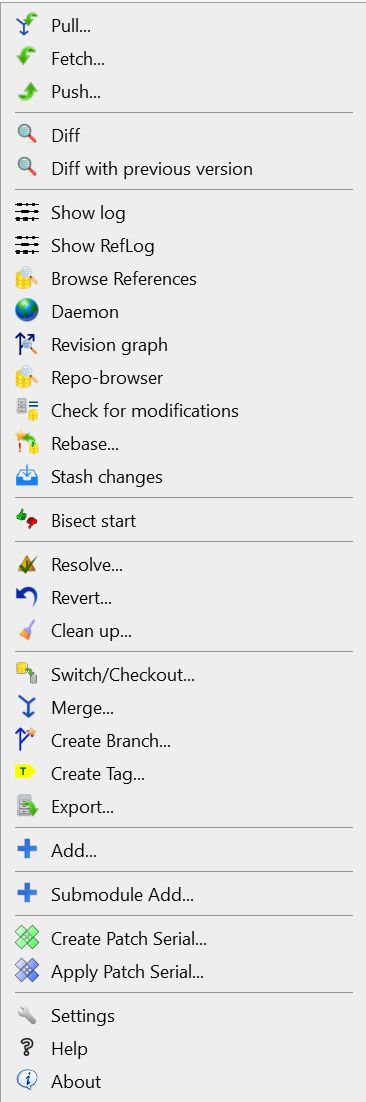 Pull...
Fetch...
Push...
Diff
Diff with previous version
Show log
Show RefLog
Browse References
Daemon
Revision graph
Repo-browser
Check for modifications
Rebase...
Stash changes
Bisect start
Resolve...
Revert...
Clean up...
Switch/Checkout...
Merge...
Create Branch...
T
Create Tag...
Export...
Add...
Submodule Add...
Create Patch Serial...
Apply Patch Serial...
Settings
Help
About